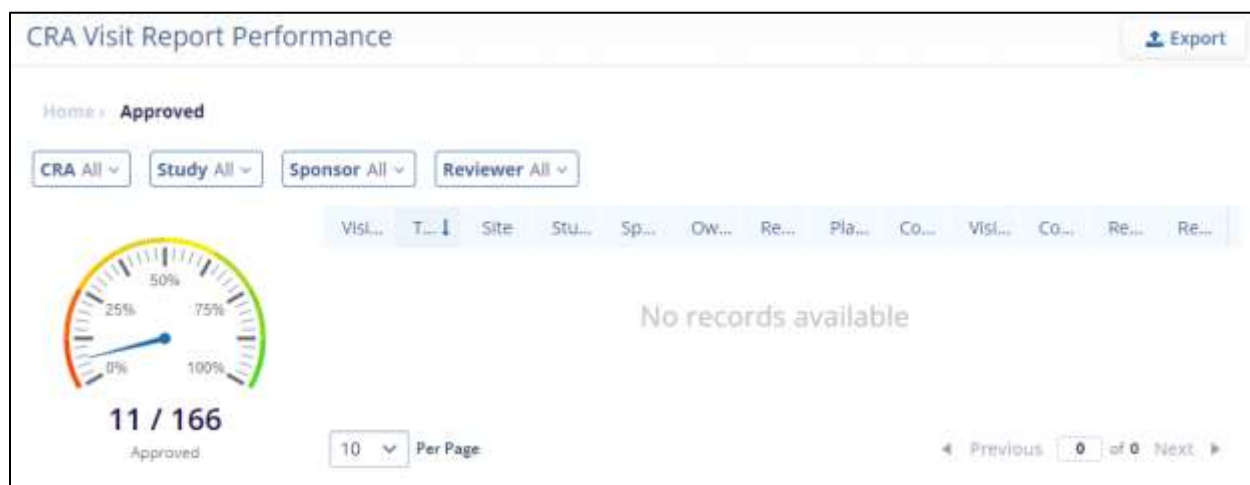 CRA Visit Report Performance
Export
Home › Approved
CRA All
Study All
Sponsor All
Reviewer All
Visi... T... Site Stu... Sp... Ow... Re... Pla... Co... Visi... Co... Re... Re...
50%
25% 75%
0% 100%
No records available
11 / 166
Approved
10 Per Page
Previous 0 of 0 Next